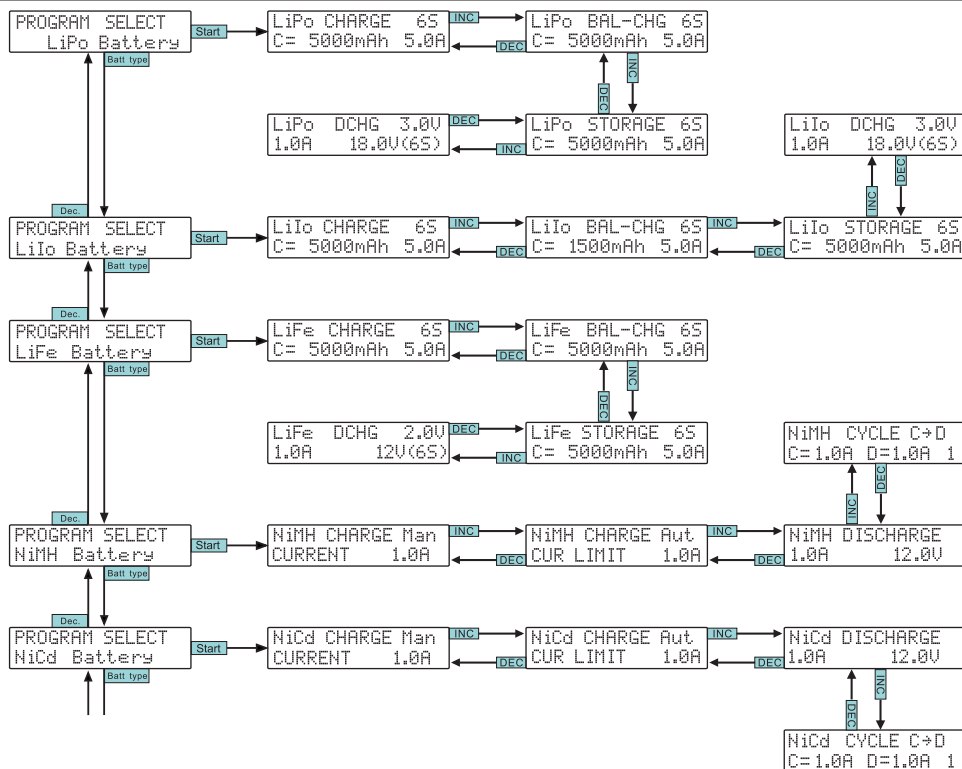 PROGRAM SELECT
LiPo Battery
Start
Batt type
LiPo CHARGE 6S
C= 5000mAh 5.0A
INC
DEC
LiPo BAL-CHG 6S
C= 5000mAh 5.0A
DEC
INC
LiPo DCHG 3.0V
1.0A 18.0V(6S)
DEC
INC
LiPo STORAGE 6S
C= 5000mAh 5.0A
LiIo DCHG 3.0V
1.0A 18.0V(6S)
INC
DEC
Dec.
PROGRAM SELECT
LiIo Battery
Start
Batt type
LiIo CHARGE 6S
C= 5000mAh 5.0A
INC
DEC
LiIo BAL-CHG 6S
C= 1500mAh 5.0A
INC
DEC
LiIo STORAGE 6S
C= 5000mAh 5.0A
Dec.
PROGRAM SELECT
LiFe Battery
Start
Batt type
LiFe CHARGE 6S
C= 5000mAh 5.0A
INC
DEC
LiFe BAL-CHG 6S
C= 5000mAh 5.0A
DEC
INC
LiFe DCHG 2.0V
1.0A 12V(6S)
DEC
INC
LiFe STORAGE 6S
C= 5000mAh 5.0A
NiMH CYCLE C→D
C=1.0A D=1.0A 1
INC
DEC
Dec.
PROGRAM SELECT
NiMH Battery
Start
Batt type
NiMH CHARGE Man
CURRENT 1.0A
INC
DEC
NiMH CHARGE Aut
CUR LIMIT 1.0A
INC
DEC
NiMH DISCHARGE
1.0A 12.0V
Dec.
PROGRAM SELECT
NiCd Battery
Start
Batt type
NiCd CHARGE Man
CURRENT 1.0A
INC
DEC
NiCd CHARGE Aut
CUR LIMIT 1.0A
INC
DEC
NiCd DISCHARGE
1.0A 12.0V
DEC
INC
NiCd CYCLE C→D
C=1.0A D=1.0A 1